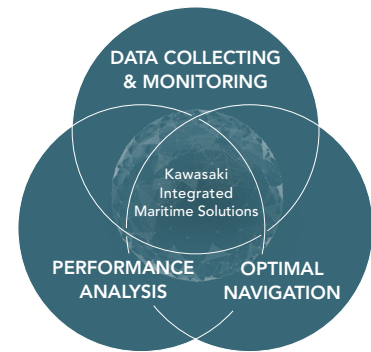 DATA COLLECTING
& MONITORING
Kawasaki
Integrated
Maritime Solutions
PERFORMANCE
ANALYSIS
OPTIMAL
NAVIGATION